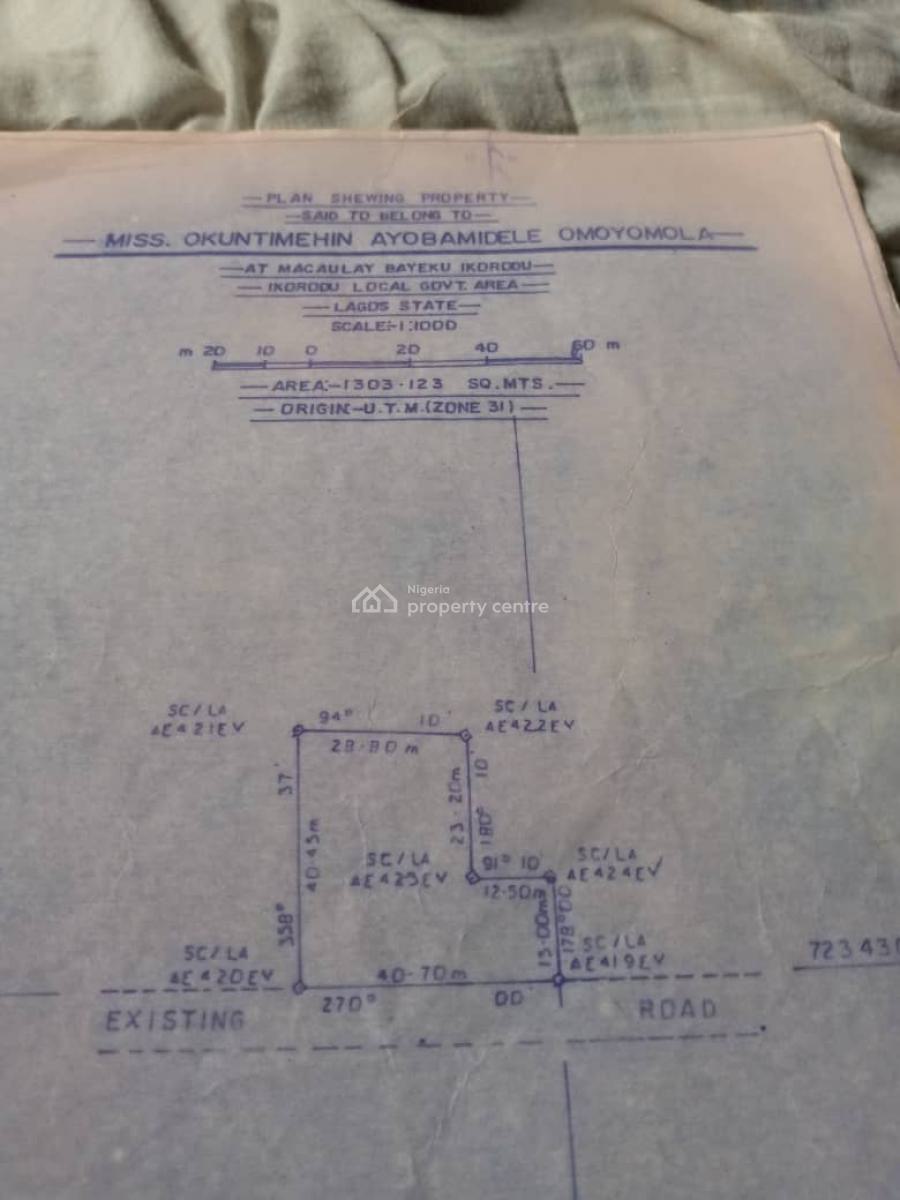 PLAN SHEWING PROPERTY
SAID TO BELONG TO
MISS. OKUNTIMEHIN AYOBAMIDELE OMOYOMOLA
AT MACAULAY BAYEKU IKORODU
IKORODU LOCAL GOVT. AREA
LAGOS STATE
SCALE:-1:1000
m 20 10 0 20 40 60 m
AREA:-1303.123 SQ.MTS.
ORIGIN:-U.T.M.(ZONE 31)
Nigeria
property centre
SC/LA
AE421EV
94° 10'
28.80 m
SC/LA
AE422EV
358° 37'
40.45m
23.20m
180° 10'
SC/LA
AE423EV
91° 10'
12.50m
SC/LA
AE424EV
15.00m
178°00
SC/LA
AE419EV
SC/LA
AE420EV
40.70m
270° 00'
EXISTING ROAD